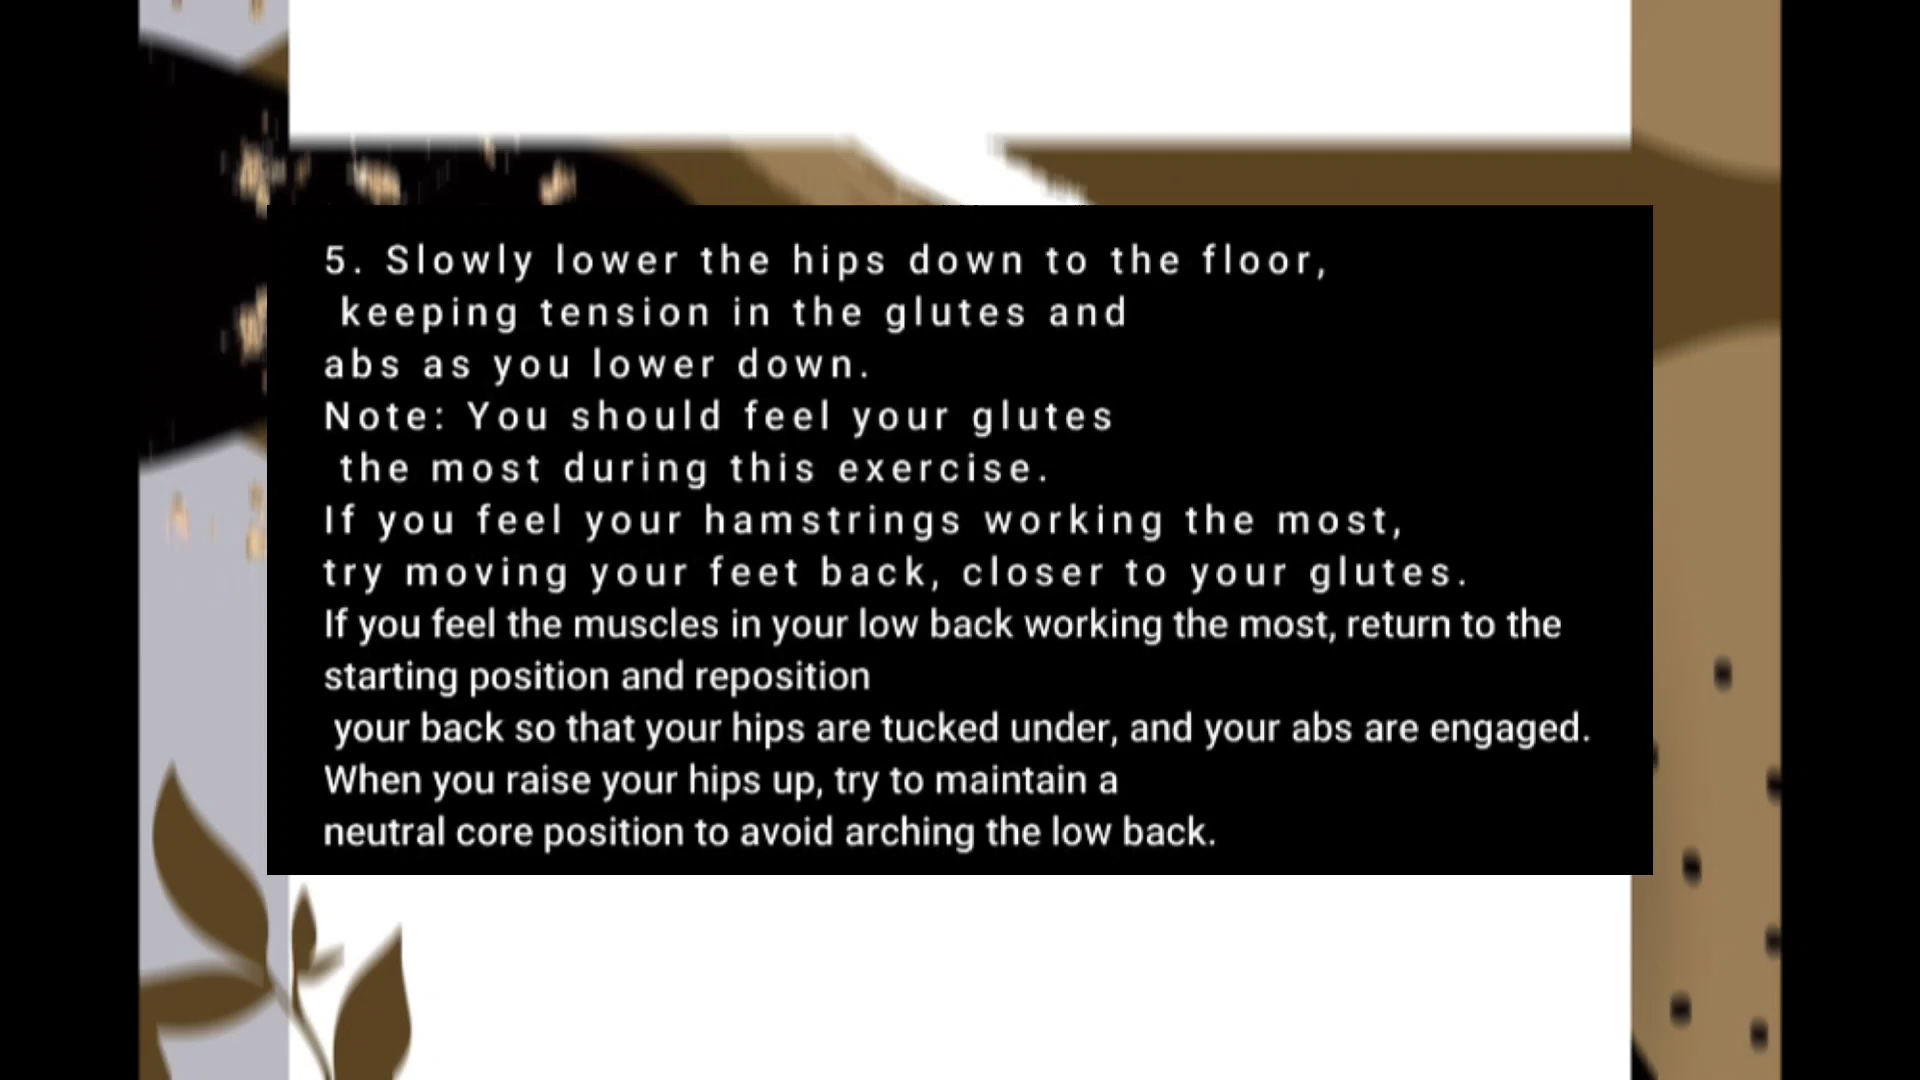 5. Slowly lower the hips down to the floor,
keeping tension in the glutes and
abs as you lower down.
Note: You should feel your glutes
the most during this exercise.
If you feel your hamstrings working the most,
try moving your feet back, closer to your glutes.
If you feel the muscles in your low back working the most, return to the
starting position and reposition
your back so that your hips are tucked under, and your abs are engaged.
When you raise your hips up, try to maintain a
neutral core position to avoid arching the low back.